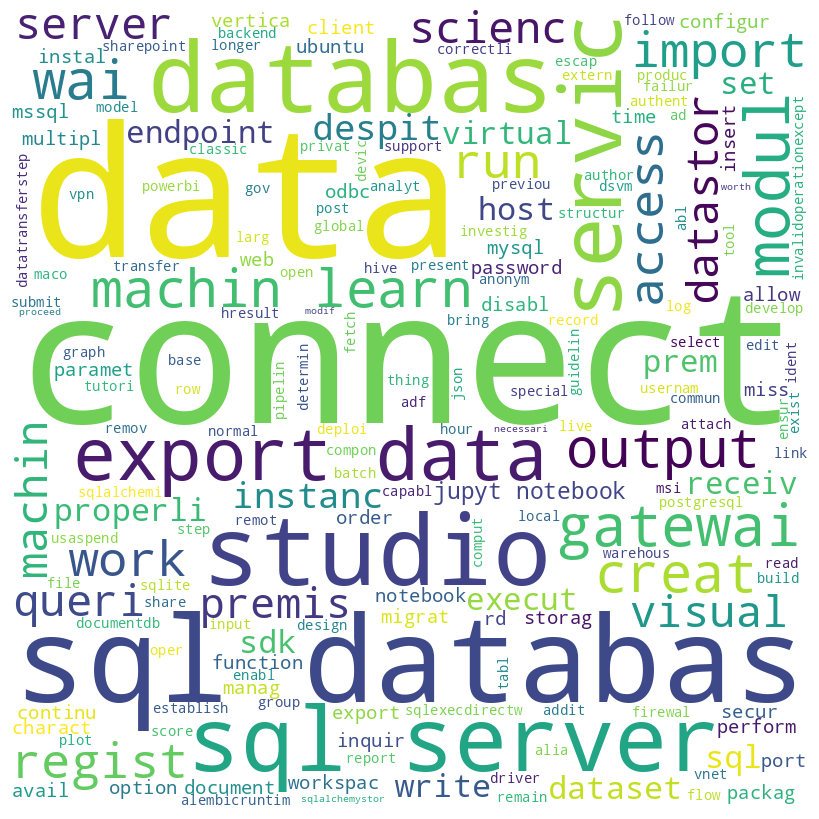 server
vertica
client
scienc
follow
configur
sharepoint
backend
longer
ubuntu
correctli
instal
wai
databas
servic
escap
extern
import
produc
failur
set
mssql
model
authent
multipl
endpoint
despit
virtual
time
ad
datastor
insert
modul
invalidoperationexcept
datatransferstep
classic
privat
support
run
access
vpn
powerbi
gov
devic
odbc
analyt
previou
author
dsvm
abl
tool
worth
data
post
host
structur
global
larg
web
investig
mysql
maco
transfer
open
hive
present
password
anonym
submit
proceed
machin learn
disabl
allow
hresult
modif
bring
record
log
develop
connect
graph
base
fetch
select
edit
paramet
determin
thing
json
guidelin
prem
ident
tutori
row
pipelin
adf
special
usernam
miss
commun
exist
ensur
remov
normal
deploi
hour
necessari
live
attach
link
machin
export data
compon
output
batch
sqlalchemi
instanc
capabl
jupyt notebook
msi
receiv
postgresql
properli
step
remot
order
local
usaspend
work
studio
comput
gatewai
warehous
read
build
file
sqlite
creat
queri
share
premis
notebook
execut
documentdb
input
design
migrat
rd
storag
visual
oper
sdk
function
enabl
manag
tabl
sql databas
establish
group
export
sqlexecdirectw
addit
firewal
secur
continu
charact
plot
score
inquir
report
alia
perform
regist
sql server
sql
port
vnet
avail
option
document
workspac
write
driver
dataset
flow
packag
alembicruntim
sqlalchemystor
remain